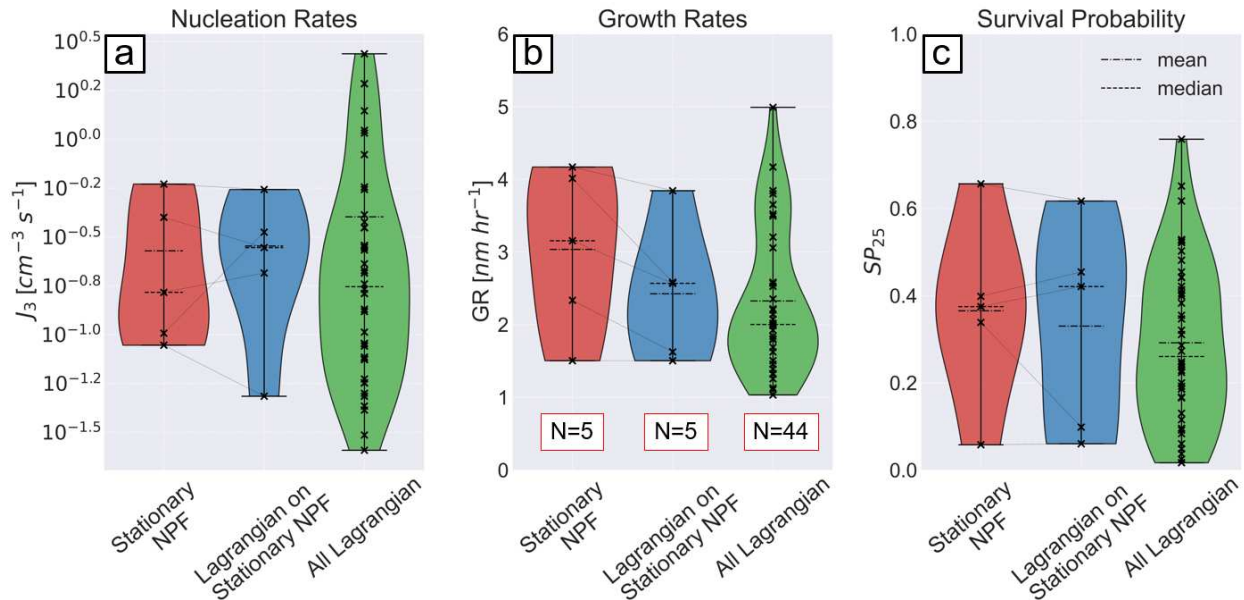 Nucleation Rates
a
10^0.5
10^0.2
10^0.0
10^−0.2
10^−0.5
10^−0.8
10^−1.0
10^−1.2
10^−1.5
J_3 [cm^−3 s^−1]
Stationary
NPF
Lagrangian on
Stationary NPF
All Lagrangian
Growth Rates
b
6
5
4
3
2
1
0
GR [nm hr^−1]
N=5
N=5
N=44
Stationary
NPF
Lagrangian on
Stationary NPF
All Lagrangian
Survival Probability
c
mean
median
1.0
0.8
0.6
0.4
0.2
0.0
SP_25
Stationary
NPF
Lagrangian on
Stationary NPF
All Lagrangian